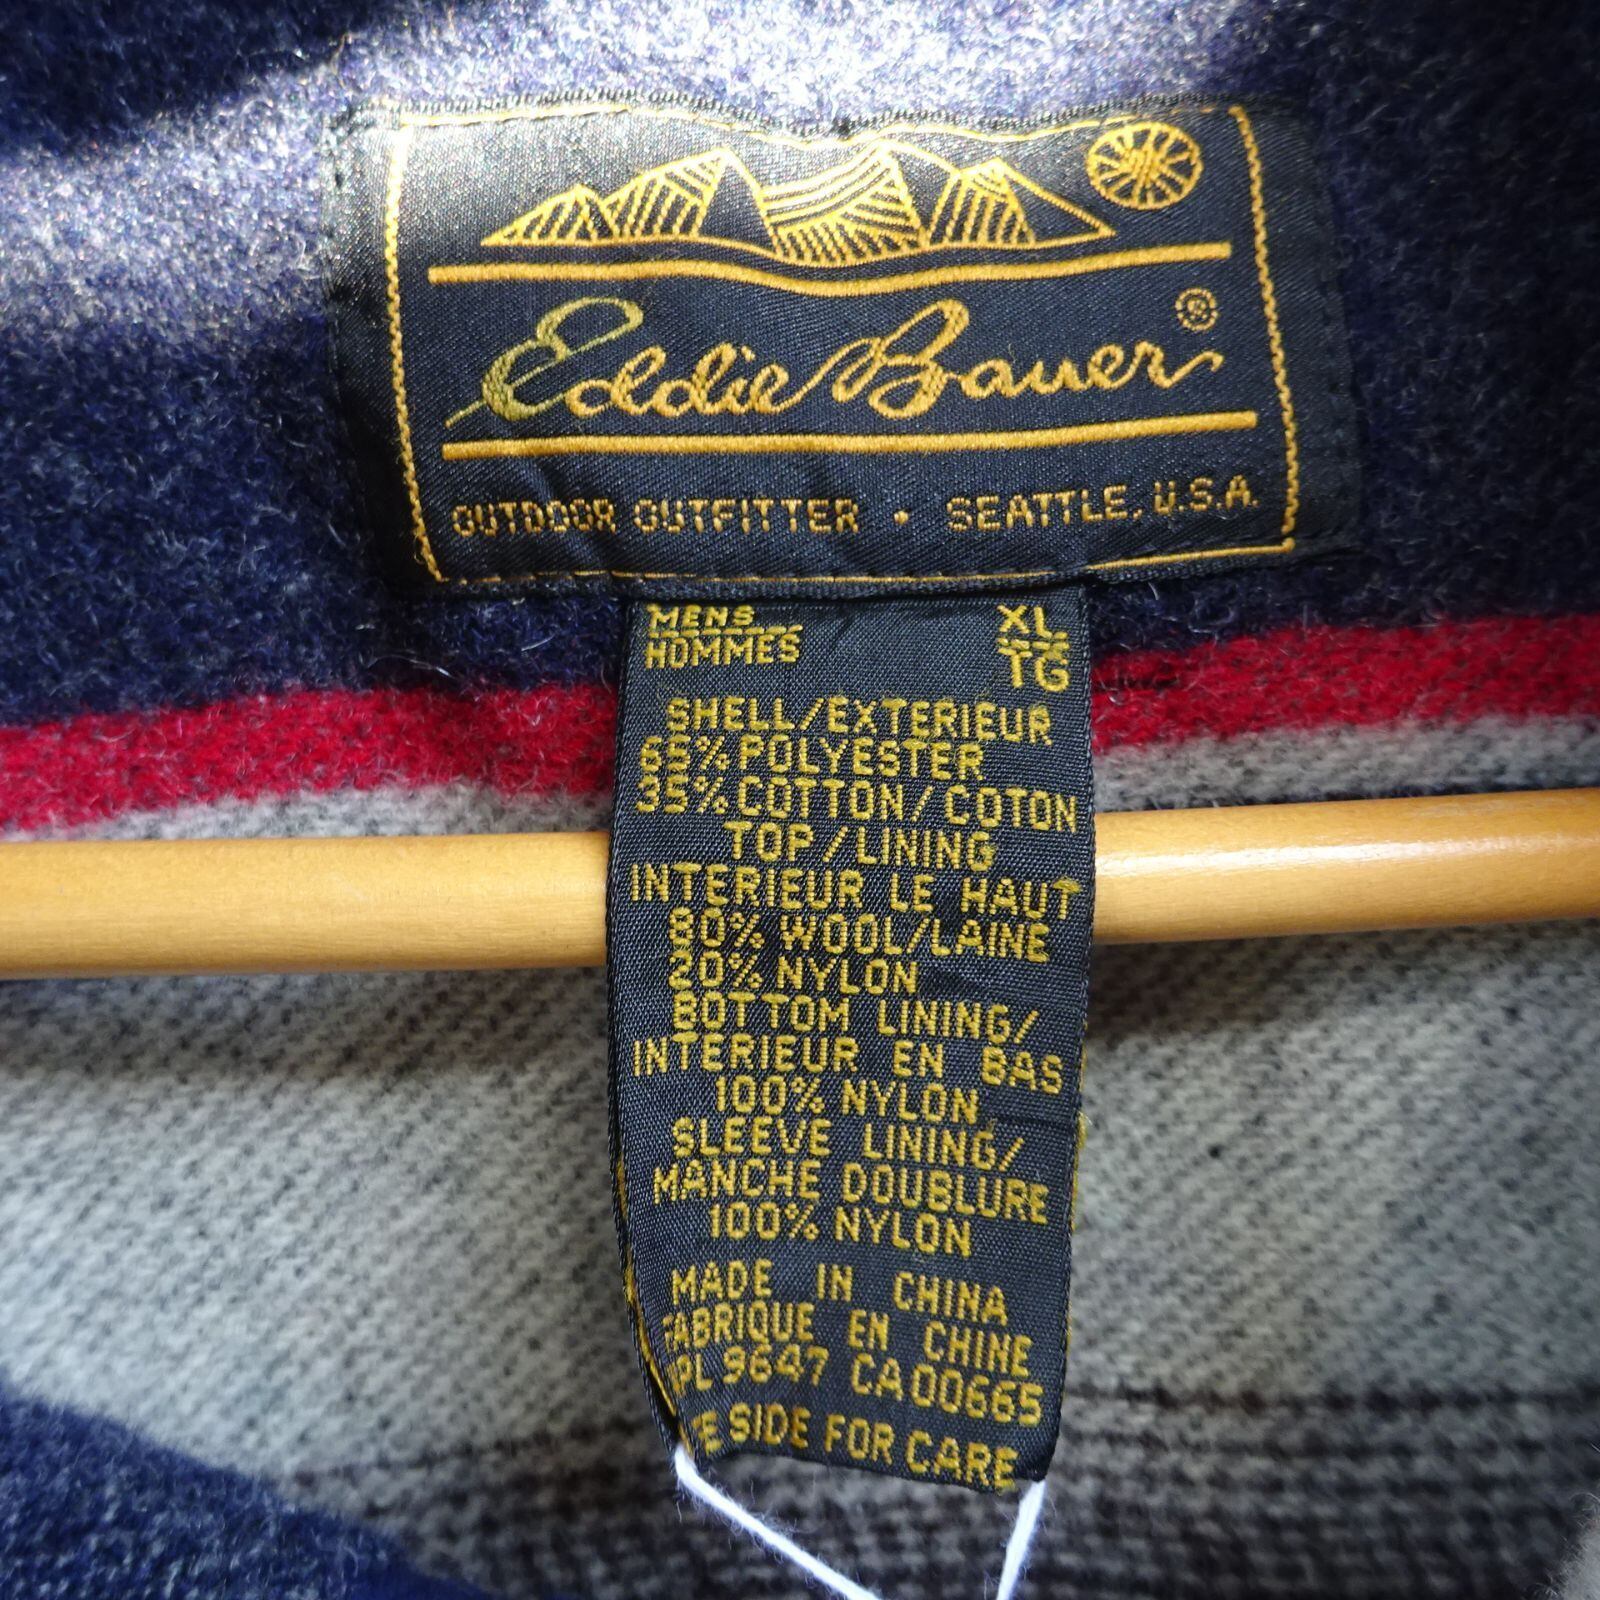 Eddie Bauer®
OUTDOOR OUTFITTER • SEATTLE, U.S.A.
MENS XL
HOMMES TG
SHELL/EXTERIEUR
65% POLYESTER
35% COTTON/COTON
TOP/LINING
INTERIEUR LE HAUT
80% WOOL/LAINE
20% NYLON
BOTTOM LINING/
INTERIEUR EN BAS
100% NYLON
SLEEVE LINING/
MANCHE DOUBLURE
100% NYLON
MADE IN CHINA
FABRIQUE EN CHINE
9647 CA00665
SIDE FOR CARE